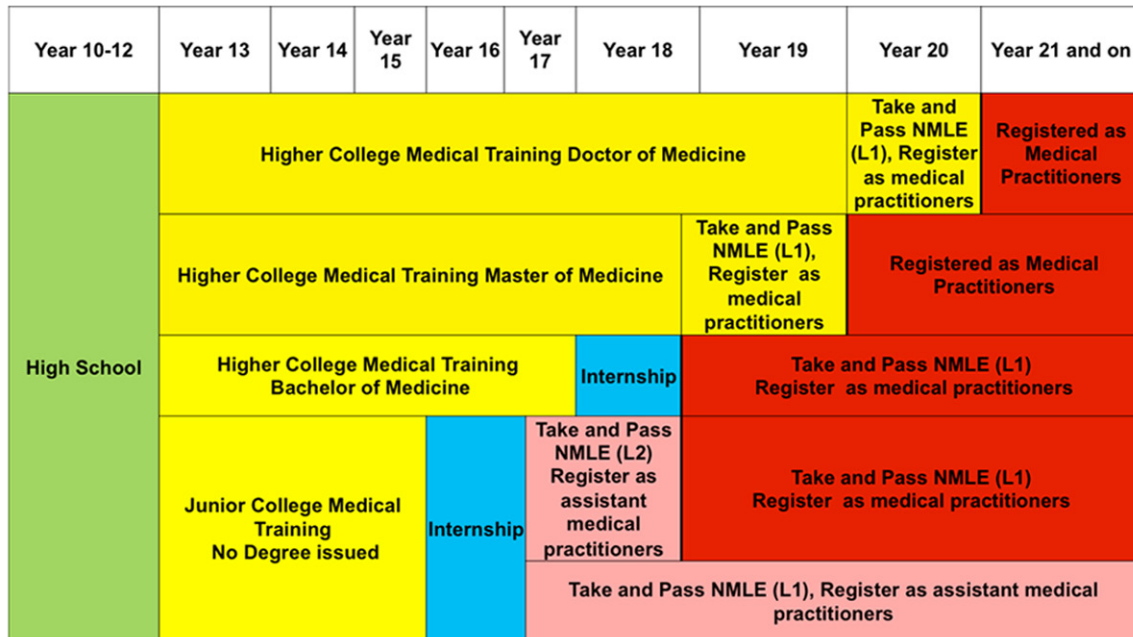 Year 10-12
Year 13
Year 14
Year
15
Year 16
Year
17
Year 18
Year 19
Year 20
Year 21 and on
High School
Higher College Medical Training Doctor of Medicine
Take and
Pass NMLE
(L1), Register
as medical
practitioners
Registered as
Medical
Practitioners
Higher College Medical Training Master of Medicine
Take and Pass
NMLE (L1),
Register as
medical
practitioners
Registered as Medical
Practitioners
Higher College Medical Training
Bachelor of Medicine
Internship
Take and Pass NMLE (L1)
Register as medical practitioners
Junior College Medical
Training
No Degree issued
Internship
Take and Pass
NMLE (L2)
Register as
assistant
medical
practitioners
Take and Pass NMLE (L1)
Register as medical practitioners
Take and Pass NMLE (L1), Register as assistant medical
practitioners